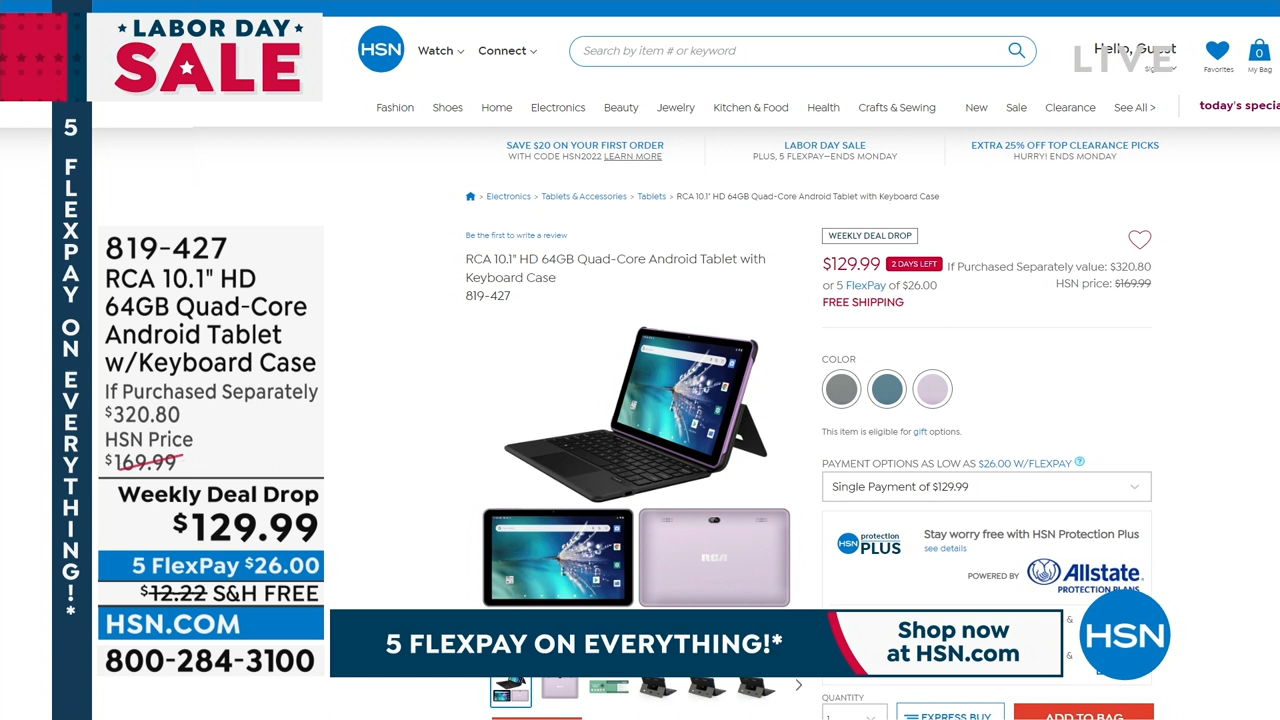 LABOR DAY
SALE
5 FLEXPAY ON EVERYTHING!*
819-427
RCA 10.1" HD
64GB Quad-Core
Android Tablet
w/Keyboard Case
If Purchased Separately
$320.80
HSN Price
$169.99
Weekly Deal Drop
$129.99
5 FlexPay $26.00
$12.22 S&H FREE
HSN.COM
800-284-3100
HSN
Watch
Connect
Search by item # or keyword
Hello, Guest
LIVE
Favorites
0
My Bag
Fashion Shoes Home Electronics Beauty Jewelry Kitchen & Food Health Crafts & Sewing New Sale Clearance See All >
today's specia
SAVE $20 ON YOUR FIRST ORDER
WITH CODE HSN2022 LEARN MORE
LABOR DAY SALE
PLUS, 5 FLEXPAY—ENDS MONDAY
EXTRA 25% OFF TOP CLEARANCE PICKS
HURRY! ENDS MONDAY
> Electronics > Tablets & Accessories > Tablets > RCA 10.1" HD 64GB Quad-Core Android Tablet with Keyboard Case
Be the first to write a review
RCA 10.1" HD 64GB Quad-Core Android Tablet with
Keyboard Case
819-427
WEEKLY DEAL DROP
$129.99 2 DAYS LEFT If Purchased Separately value: $320.80
or 5 FlexPay of $26.00 HSN price: $169.99
FREE SHIPPING
COLOR
This item is eligible for gift options.
PAYMENT OPTIONS AS LOW AS $26.00 W/FLEXPAY ?
Single Payment of $129.99
HSN protection PLUS
Stay worry free with HSN Protection Plus
see details
POWERED BY Allstate.
PROTECTION PLANS
RCA
&
&
5 FLEXPAY ON EVERYTHING!*
Shop now
at HSN.com
HSN
QUANTITY
1
EXPRESS BUY
ADD TO BAG